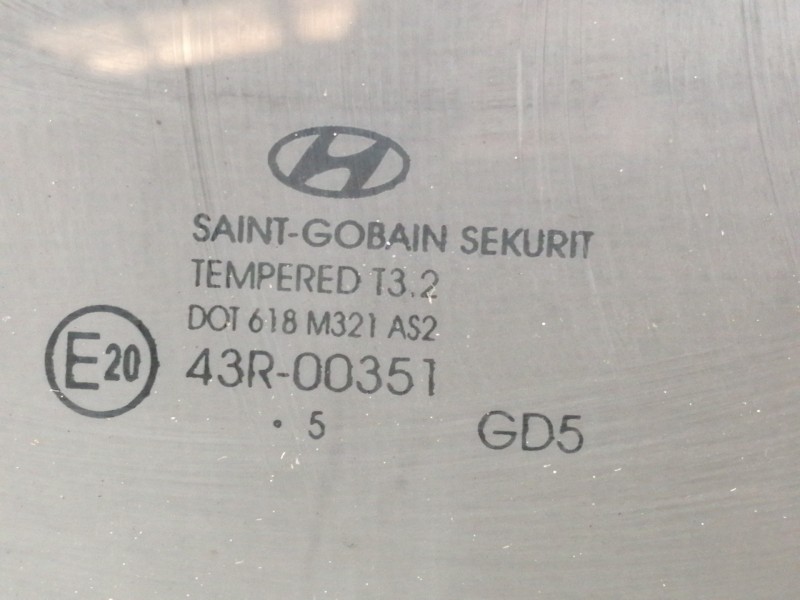 SAINT-GOBAIN SEKURIT
TEMPERED T3.2
DOT 618 M321 AS2
E20 43R-00351
. 5 GD5